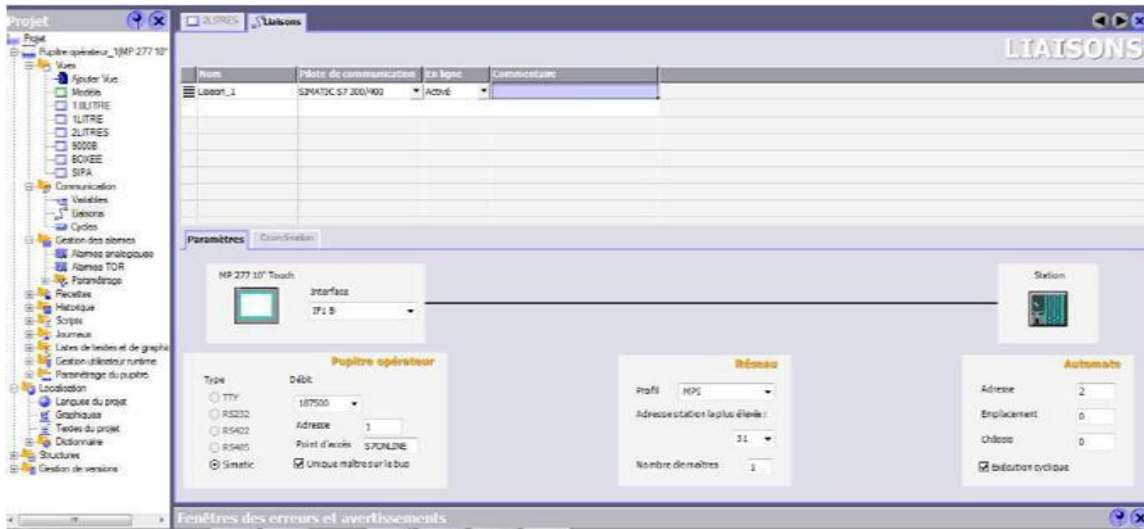 Projet
2LITRES
Liaisons
Projet
LIAISONS
Pupitre opérateur_1(MP 277 10"
Vues
Ajouter Vue
Modèle
1LITRE
2LITRES
SIPA
Nom
Pilote de communication
En ligne
Commentaire
Liaison_1
SIMATIC S7 300/400
Activé
Communication
Variables
Liaisons
Cycles
Gestion des alarmes
Alarmes analogiques
Alarmes TOR
Paramétrage
Recettes
Historique
Scripts
Journaux
Listes de textes et de graphi
Gestion utilisateur runtime
Paramétrage du pupitre
Localisation
Langues du projet
Graphiques
Textes du projet
Dictionnaire
Structures
Gestion de versions
Paramètres
Coordination
MP 277 10" Touch
Interface
IF1 B
Station
Pupitre opérateur
Type
Débit
TTY
RS232
RS422
RS485
Simatic
187500
Adresse
1
Point d'accès
S7ONLINE
Unique maître sur le bus
Réseau
Profil
MPI
Adresse station la plus élevée :
31
Nombre de maîtres
1
Automate
Adresse
2
Emplacement
0
Châssis
0
Exécution cyclique
Fenêtres des erreurs et avertissements